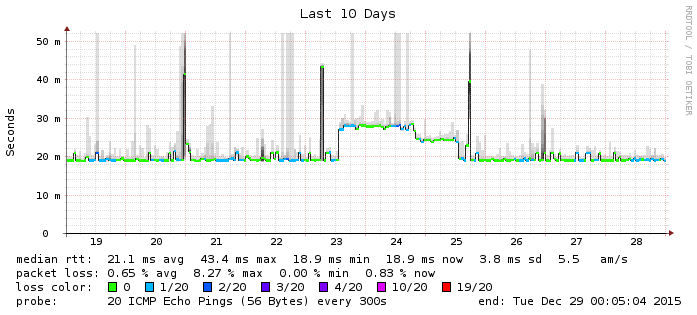 Last 10 Days
RRDTOOL / TOBI OETIKER
Seconds
50 m
40 m
30 m
20 m
10 m
0
19 20 21 22 23 24 25 26 27 28
median rtt: 21.1 ms avg 43.4 ms max 18.9 ms min 18.9 ms now 3.8 ms sd 5.5 am/s
packet loss: 0.65 % avg 8.27 % max 0.00 % min 0.83 % now
loss color: 0 1/20 2/20 3/20 4/20 10/20 19/20
probe: 20 ICMP Echo Pings (56 Bytes) every 300s end: Tue Dec 29 00:05:04 2015